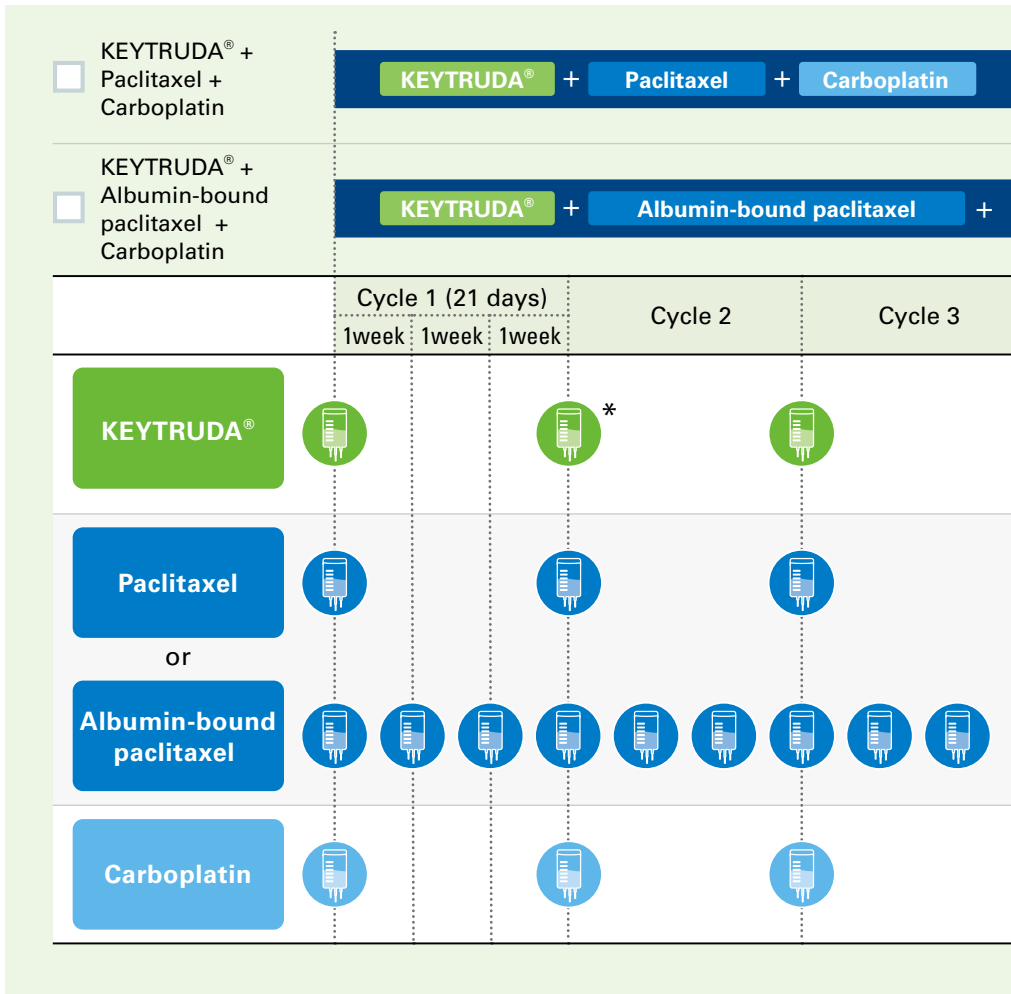 KEYTRUDA® +
Paclitaxel +
Carboplatin
KEYTRUDA® + Paclitaxel + Carboplatin
KEYTRUDA® +
Albumin-bound
paclitaxel +
Carboplatin
KEYTRUDA® + Albumin-bound paclitaxel +
Cycle 1 (21 days) Cycle 2 Cycle 3
1week 1week 1week
KEYTRUDA®
*
Paclitaxel
or
Albumin-bound
paclitaxel
Carboplatin